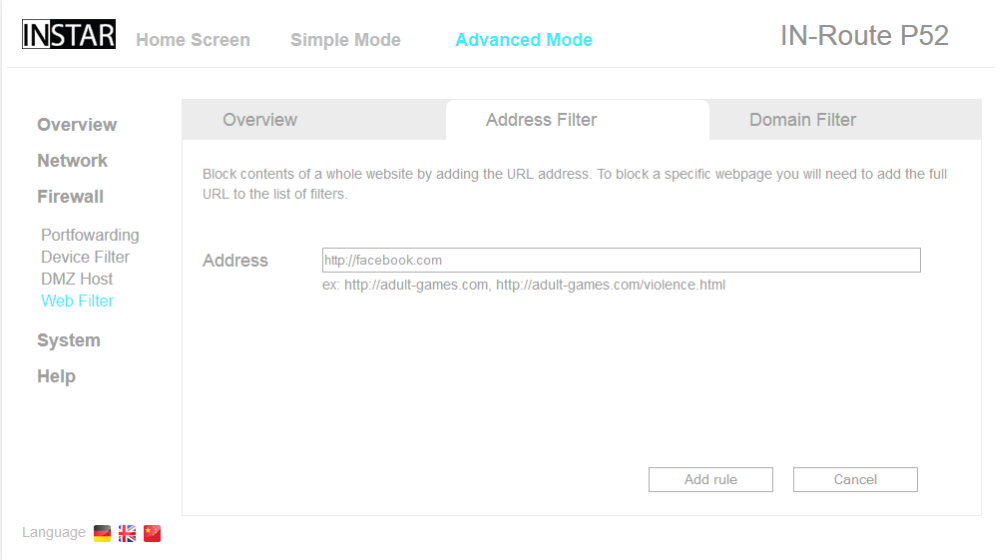 INSTAR
Home Screen Simple Mode Advanced Mode
IN-Route P52
Overview
Network
Firewall
Portfowarding
Device Filter
DMZ Host
Web Filter
System
Help
Overview Address Filter Domain Filter
Block contents of a whole website by adding the URL address. To block a specific webpage you will need to add the full
URL to the list of filters.
Address http://facebook.com
ex: http://adult-games.com, http://adult-games.com/violence.html
Add rule Cancel
Language